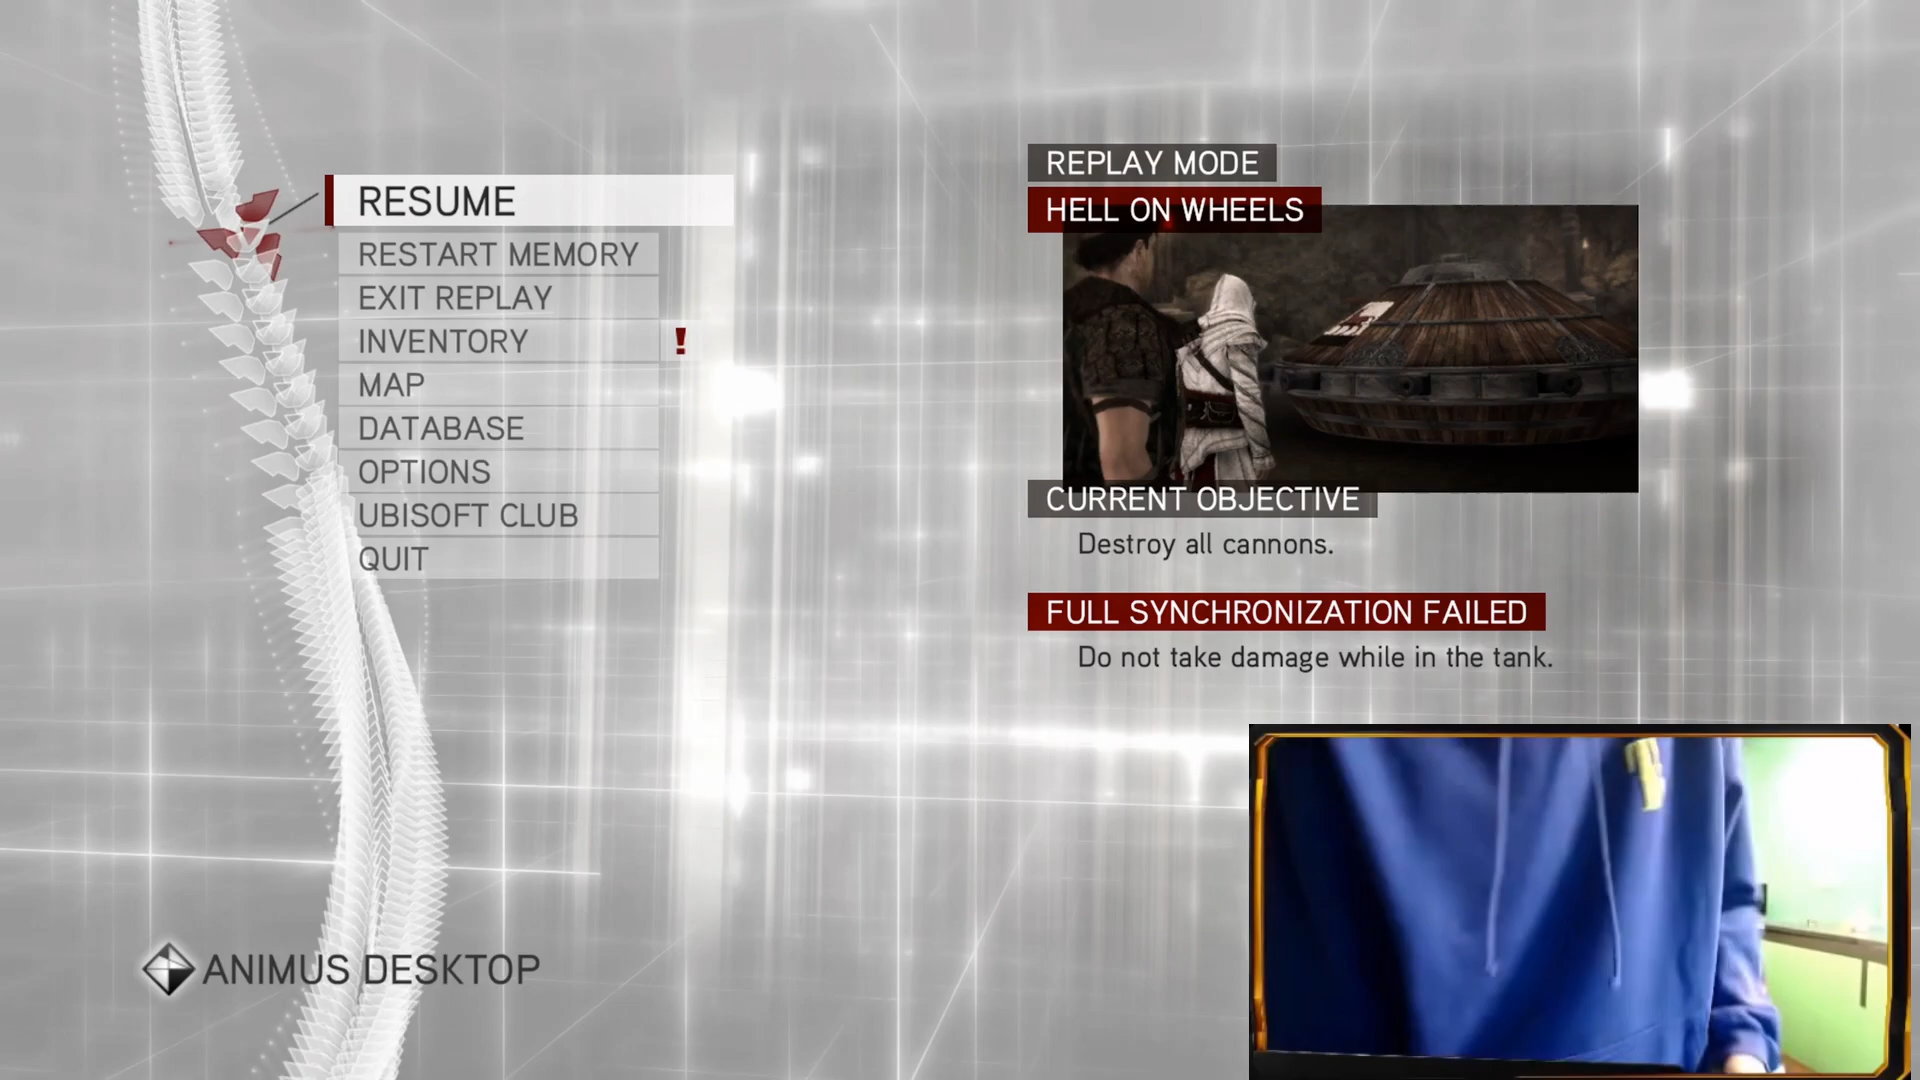 RESUME
RESTART MEMORY
EXIT REPLAY
INVENTORY !
MAP
DATABASE
OPTIONS
UBISOFT CLUB
QUIT
ANIMUS DESKTOP
REPLAY MODE
HELL ON WHEELS
CURRENT OBJECTIVE
Destroy all cannons.
FULL SYNCHRONIZATION FAILED
Do not take damage while in the tank.